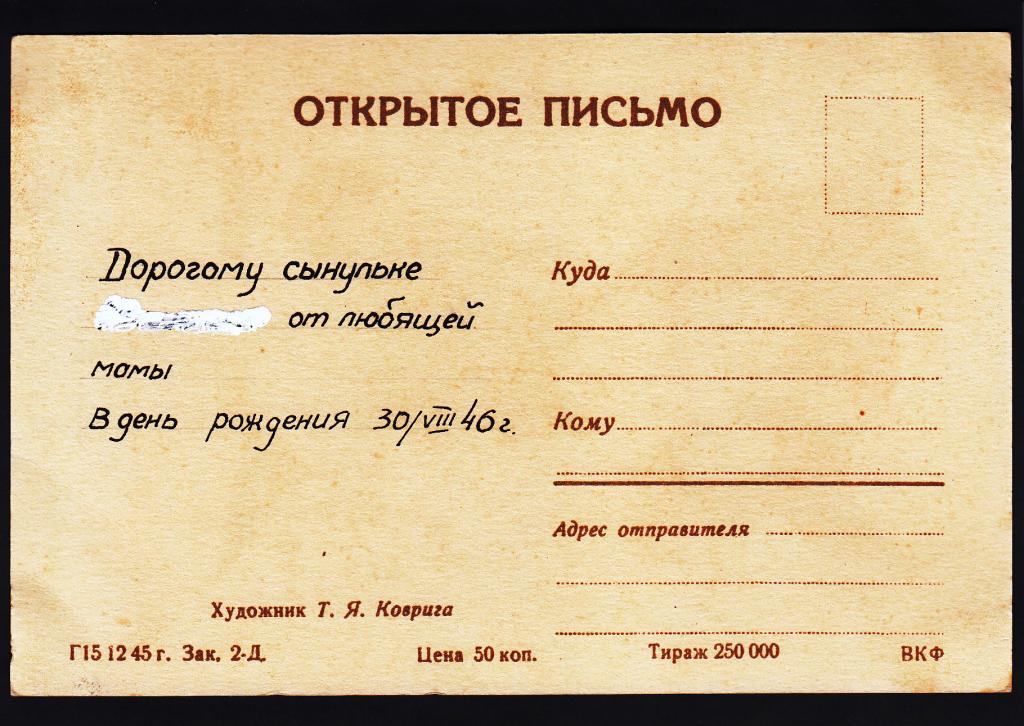 ОТКРЫТОЕ ПИСЬМО
Дорогому сынульке
от любящей
мамы
В день рождения 30/VIII 46 г.
Куда
Кому
Адрес отправителя
Художник Т. Я. Коврига
Г15 12 45 г. Зак. 2-Д.
Цена 50 коп.
Тираж 250 000
ВКФ